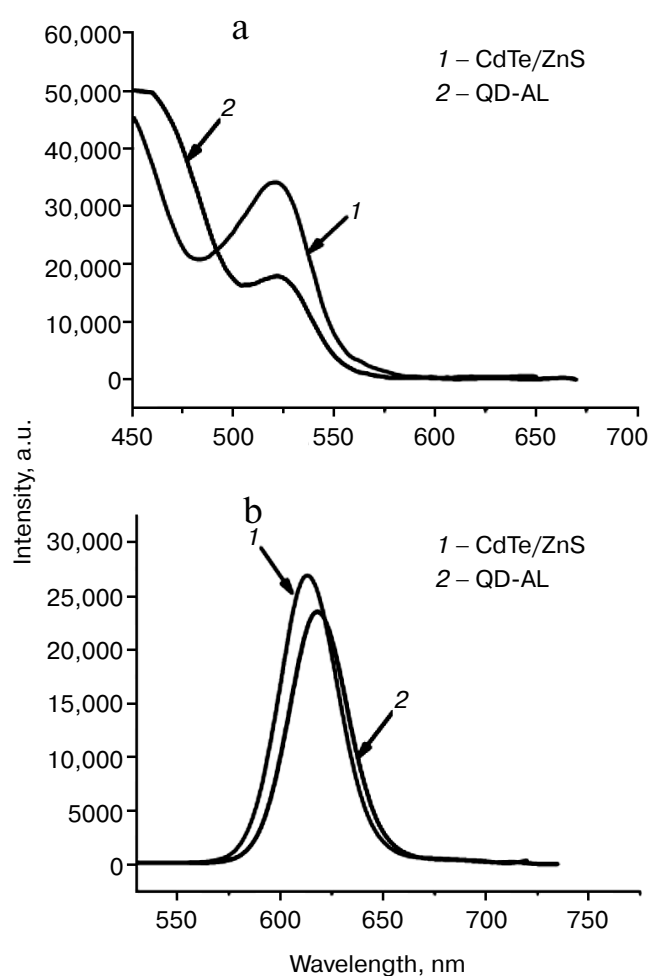 a
60,000
50,000
40,000
30,000
20,000
10,000
0
1 – CdTe/ZnS
2 – QD-AL
2
1
450 500 550 600 650 700
Intensity, a.u.
b
30,000
25,000
20,000
15,000
10,000
5000
0
1 – CdTe/ZnS
2 – QD-AL
1
2
550 600 650 700 750
Wavelength, nm